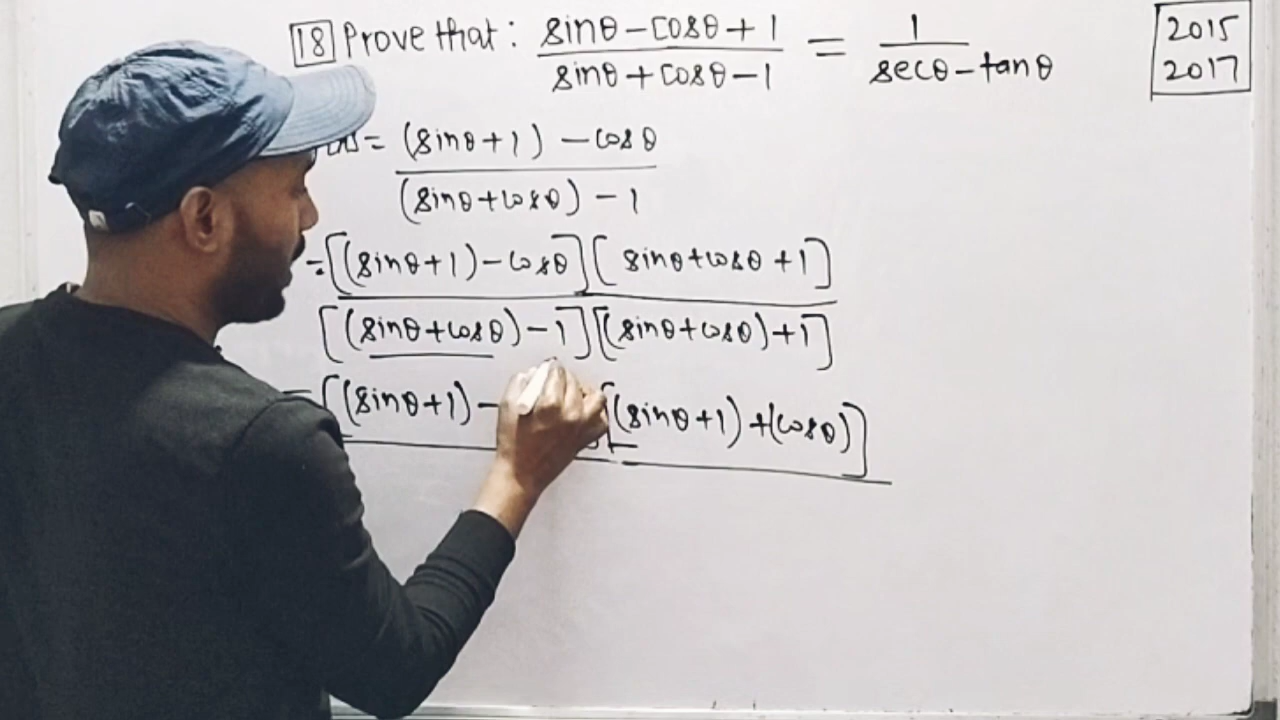 18 Prove that : (sinθ - cosθ + 1)/(sinθ + cosθ - 1) = 1/(secθ - tanθ)
2015
2017
= ((sinθ + 1) - cosθ)/((sinθ + cosθ) - 1)
= [(sinθ + 1) - cosθ][sinθ + cosθ + 1]/[(sinθ + cosθ) - 1][(sinθ + cosθ) + 1]
= [(sinθ + 1) - [(sinθ + 1) + (cosθ)]